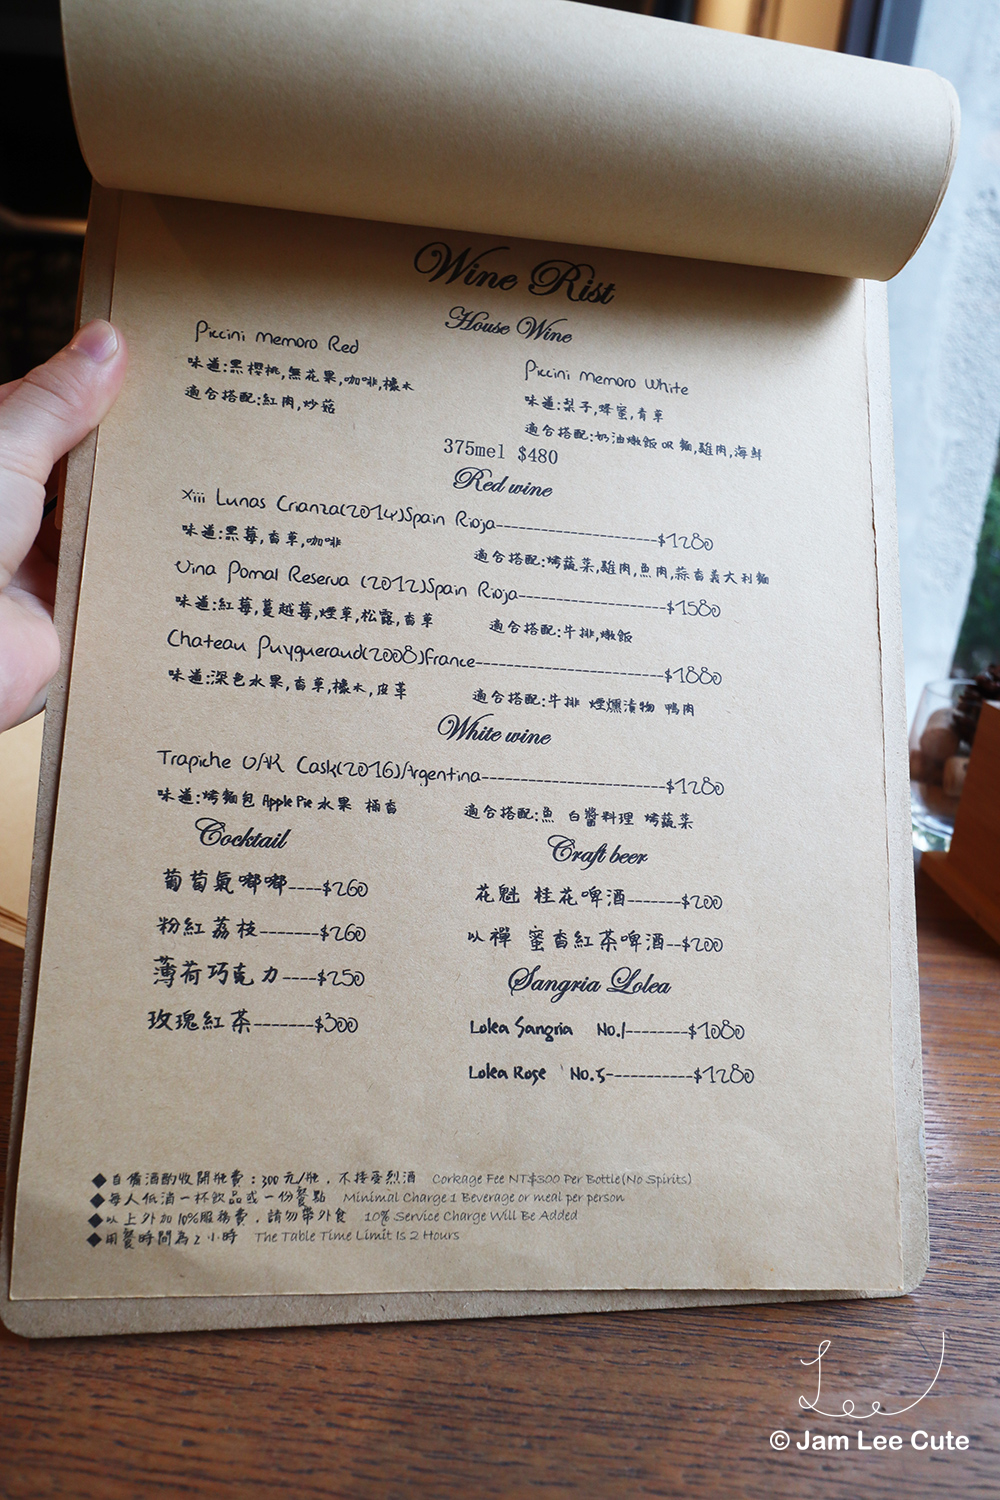 Wine Rist
House Wine
Piccini Memoro Red
味道:黑櫻桃,無花果,咖啡,橡木
適合搭配:紅肉,炒菇
Piccini Memoro White
味道:梨子,蜂蜜,青草
適合搭配:奶油燉飯 OR 麵,雞肉,海鮮
375mel $480
Red wine
Xiii Lunas Crianza(2014)Spain Rioja---------------------$1280
味道:黑莓,香草,咖啡
適合搭配:烤蔬菜,雞肉,魚肉,蒜香義大利麵
Vina Pomal Reserva (2012)Spain Rioja-------------------$1580
味道:紅莓,蔓越莓,煙草,松露,香草
適合搭配:牛排,燉飯
Chateau Puygueraud(2008)France------------------------$1880
味道:深色水果,香草,橡木,皮革
適合搭配:牛排 煙燻漬物 鴨肉
White wine
Trapiche OAK Cask(2016)Argentina------------------------$1280
味道:烤麵包 Apple Pie 水果 橘香
適合搭配:魚 白醬料理 烤蔬菜
Cocktail
葡萄氣嘟嘟----$260
粉紅荔枝-------$260
薄荷巧克力----$250
玫瑰紅茶-------$300
Craft beer
花魁 桂花啤酒-------$200
以禪 蜜香紅茶啤酒--$200
Sangria Lolea
Lolea Sangria No.1--------$1080
Lolea Rose No.5-----------$1280
◆自備酒酌收開瓶費：300元/瓶，不接受烈酒 Corkage Fee NT$300 Per Bottle(No Spirits)
◆每人低消一杯飲品或一份餐點 Minimal Charge 1 Beverage or meal per person
◆以上外加10%服務費，請勿帶外食 10% Service Charge Will Be Added
◆用餐時間為2小時 The Table Time Limit Is 2 Hours
Lee
© Jam Lee Cute